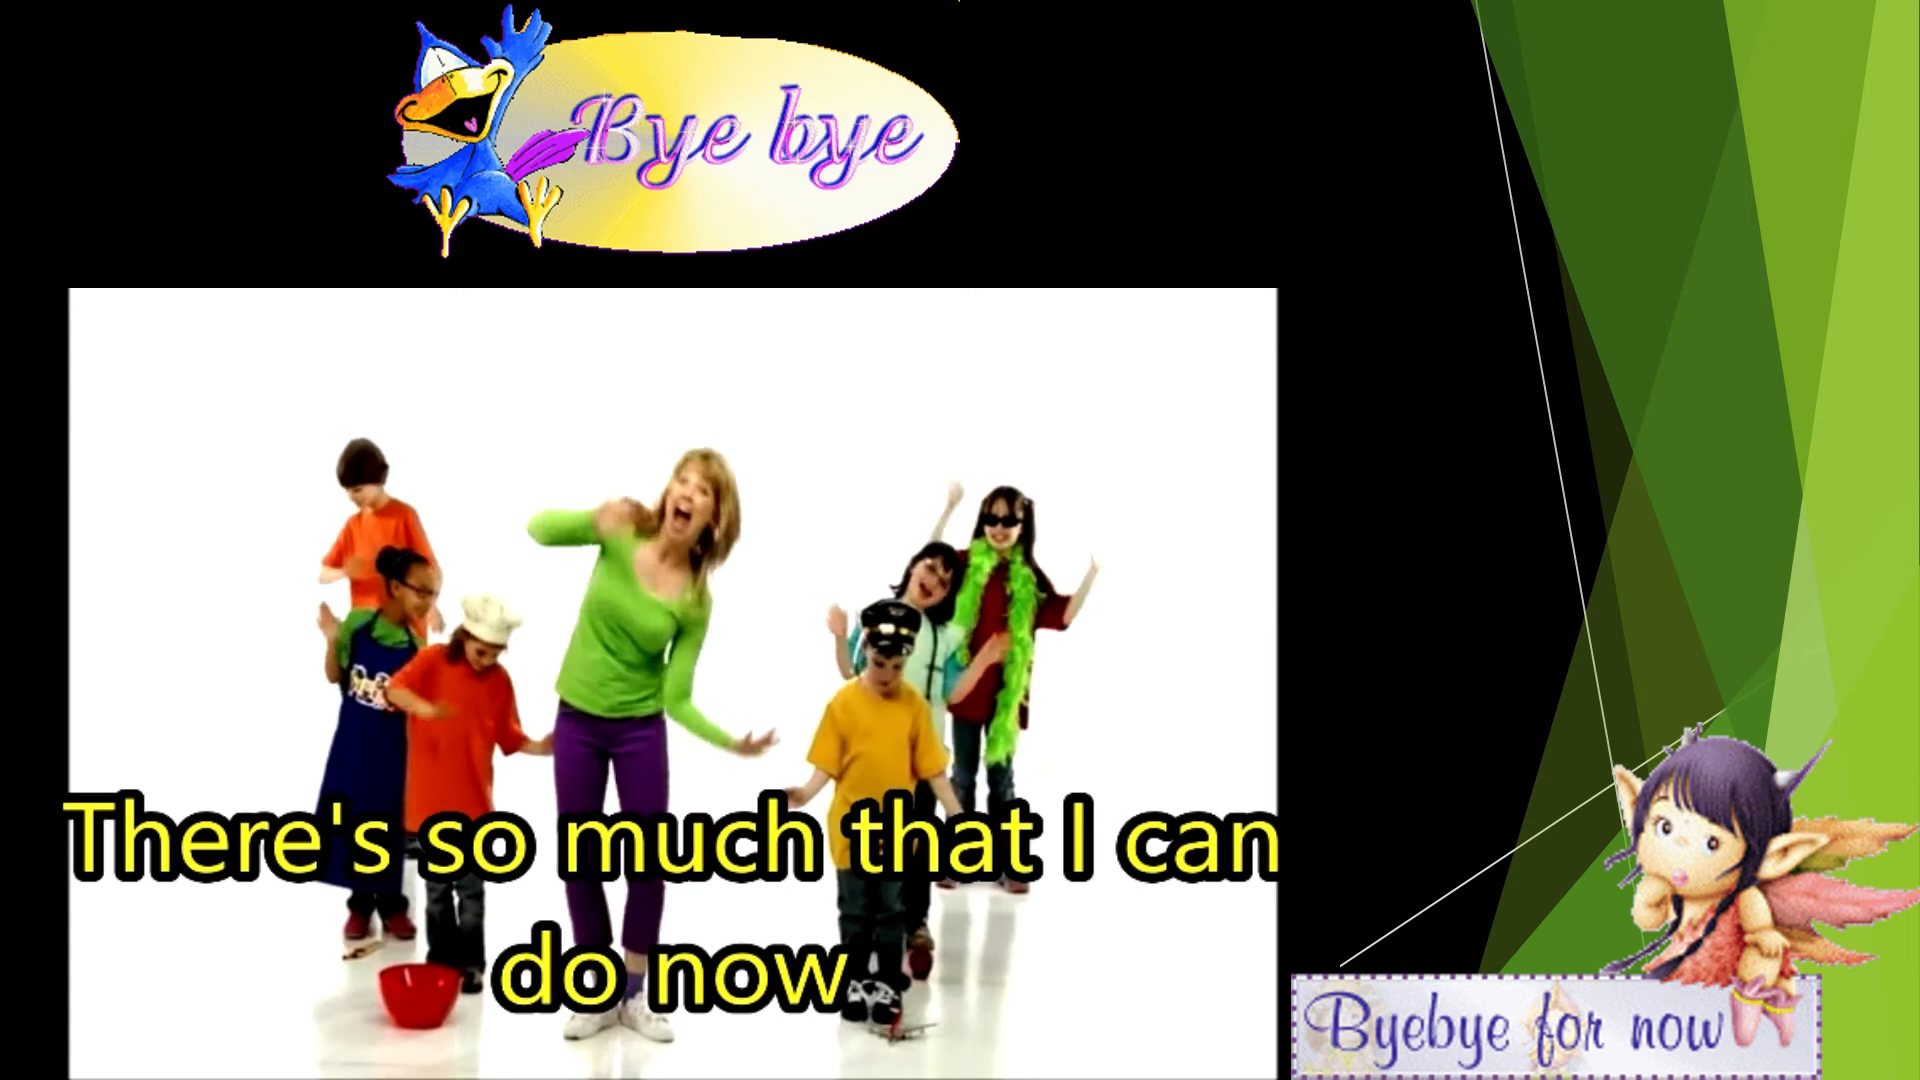 Bye bye
There's so much that I can
do now
Byebye for now